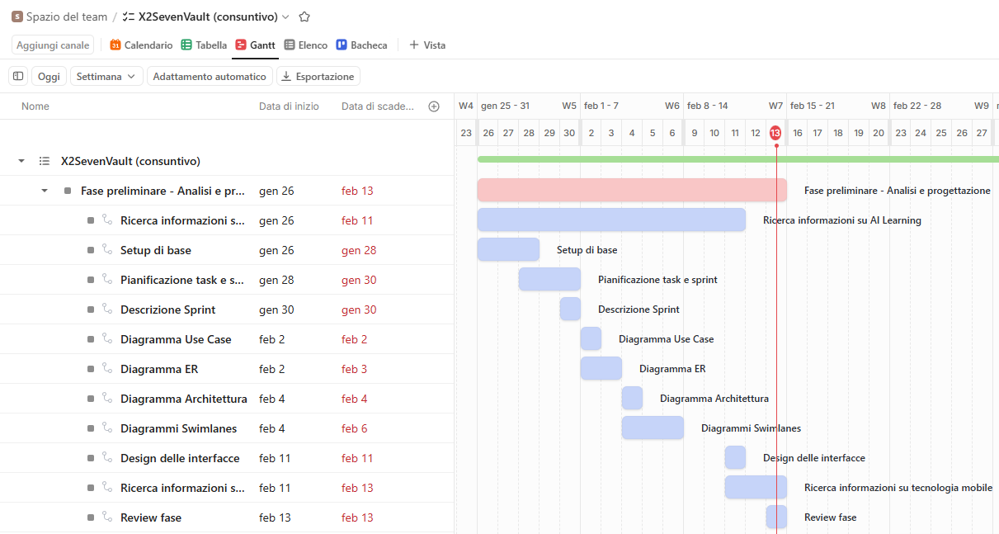 S Spazio del team / X2SevenVault (consuntivo)
Aggiungi canale 31 Calendario Tabella Gantt Elenco Bacheca + Vista
Oggi Settimana Adattamento automatico Esportazione
Nome Data di inizio Data di scade... W4 gen 25 - 31 W5 feb 1 - 7 W6 feb 8 - 14 W7 feb 15 - 21 W8 feb 22 - 28 W9
23 26 27 28 29 30 2 3 4 5 6 9 10 11 12 13 16 17 18 19 20 23 24 25 26 27
X2SevenVault (consuntivo)
Fase preliminare - Analisi e pr... gen 26 feb 13 Fase preliminare - Analisi e progettazione
Ricerca informazioni s... gen 26 feb 11 Ricerca informazioni su AI Learning
Setup di base gen 26 gen 28 Setup di base
Pianificazione task e s... gen 28 gen 30 Pianificazione task e sprint
Descrizione Sprint gen 30 gen 30 Descrizione Sprint
Diagramma Use Case feb 2 feb 2 Diagramma Use Case
Diagramma ER feb 2 feb 3 Diagramma ER
Diagramma Architettura feb 4 feb 4 Diagramma Architettura
Diagrammi Swimlanes feb 4 feb 6 Diagrammi Swimlanes
Design delle interfacce feb 11 feb 11 Design delle interfacce
Ricerca informazioni s... feb 11 feb 13 Ricerca informazioni su tecnologia mobile
Review fase feb 13 feb 13 Review fase